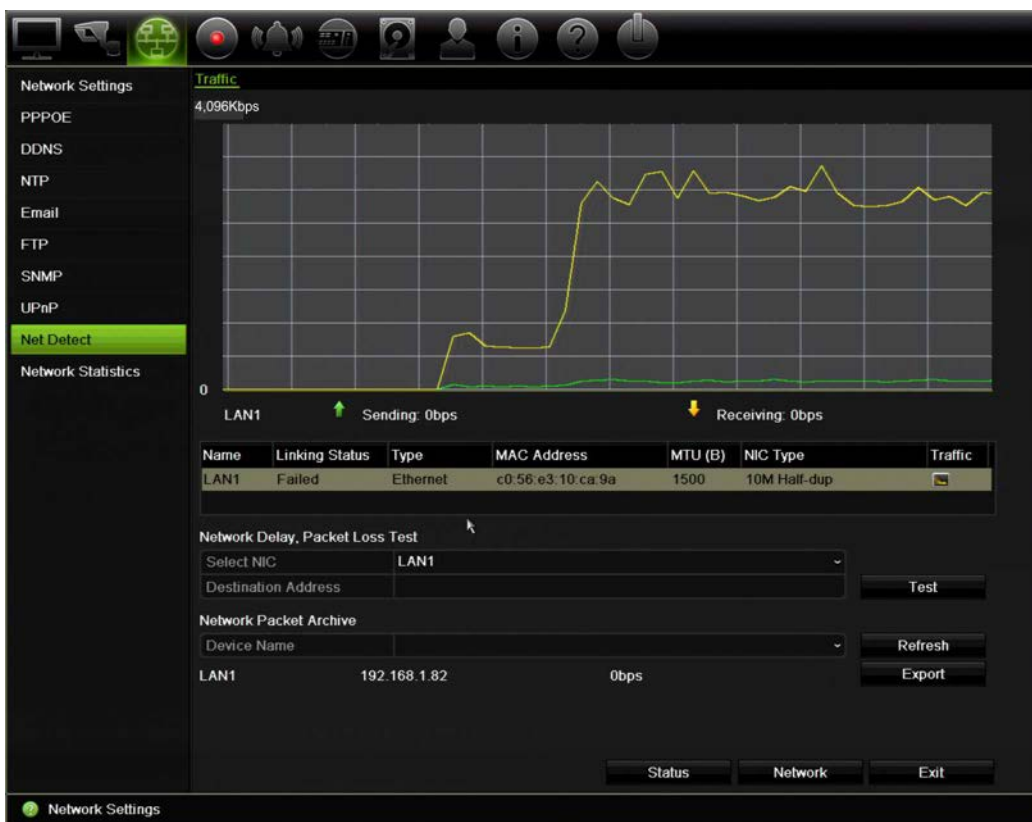 Network Settings
PPPOE
DDNS
NTP
Email
FTP
SNMP
UPnP
Net Detect
Network Statistics
Traffic
4,096Kbps
0
LAN1 Sending: 0bps Receiving: 0bps
Name Linking Status Type MAC Address MTU (B) NIC Type Traffic
LAN1 Failed Ethernet c0:56:e3:10:ca:9a 1500 10M Half-dup
Network Delay, Packet Loss Test
Select NIC LAN1
Destination Address Test
Network Packet Archive
Device Name Refresh
LAN1 192.168.1.82 0bps Export
Status Network Exit
Network Settings